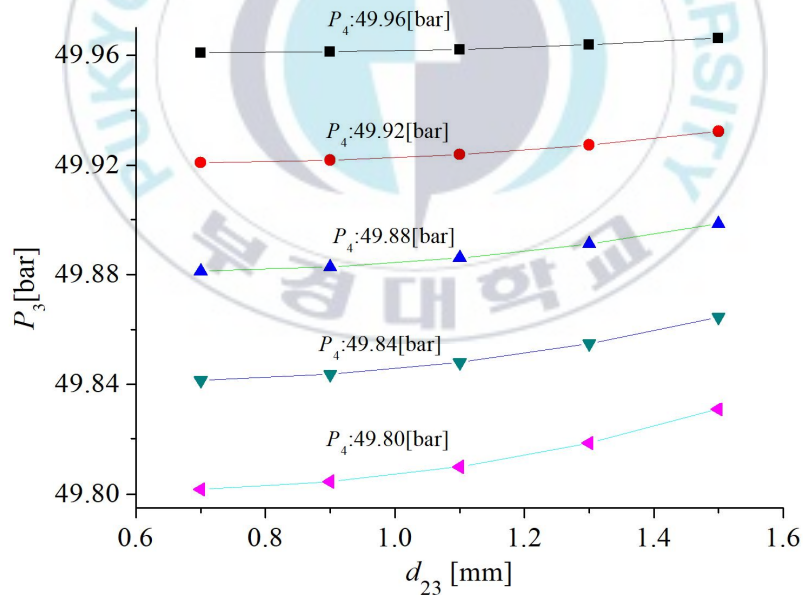 P₄:49.96[bar]
49.96
P₄:49.92[bar]
49.92
P₄:49.88[bar]
49.88
P₄:49.84[bar]
49.84
P₄:49.80[bar]
49.80
P₃[bar]
0.6 0.8 1.0 1.2 1.4 1.6
d₂₃ [mm]
PUKYO
ERSITY
부경대학교